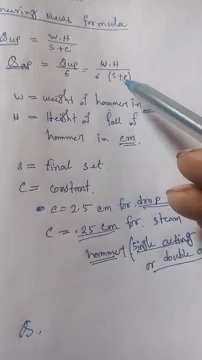 News formula
Qup = W.H / S+C
Qap = Qup / 6 = W.H / 6 (S+C)
W = weight of hammer in
H = Height of fall of
hammer in cm.
S = final set.
C = constant.
• C = 2.5 cm for drop
C = .25 cm for steam
hammer (single acting
or double a